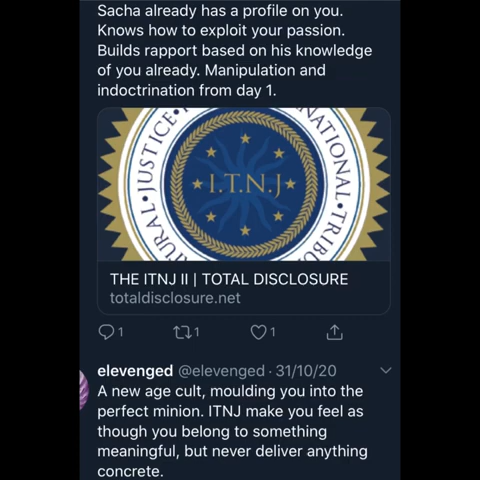 Sacha already has a profile on you.
Knows how to exploit your passion.
Builds rapport based on his knowledge
of you already. Manipulation and
indoctrination from day 1.
NATIONAL • TRIBU
URAL • JUSTICE •
I.T.N.J
THE ITNJ II | TOTAL DISCLOSURE
totaldisclosure.net
1 1 1
elevenged @elevenged · 31/10/20
A new age cult, moulding you into the
perfect minion. ITNJ make you feel as
though you belong to something
meaningful, but never deliver anything
concrete.